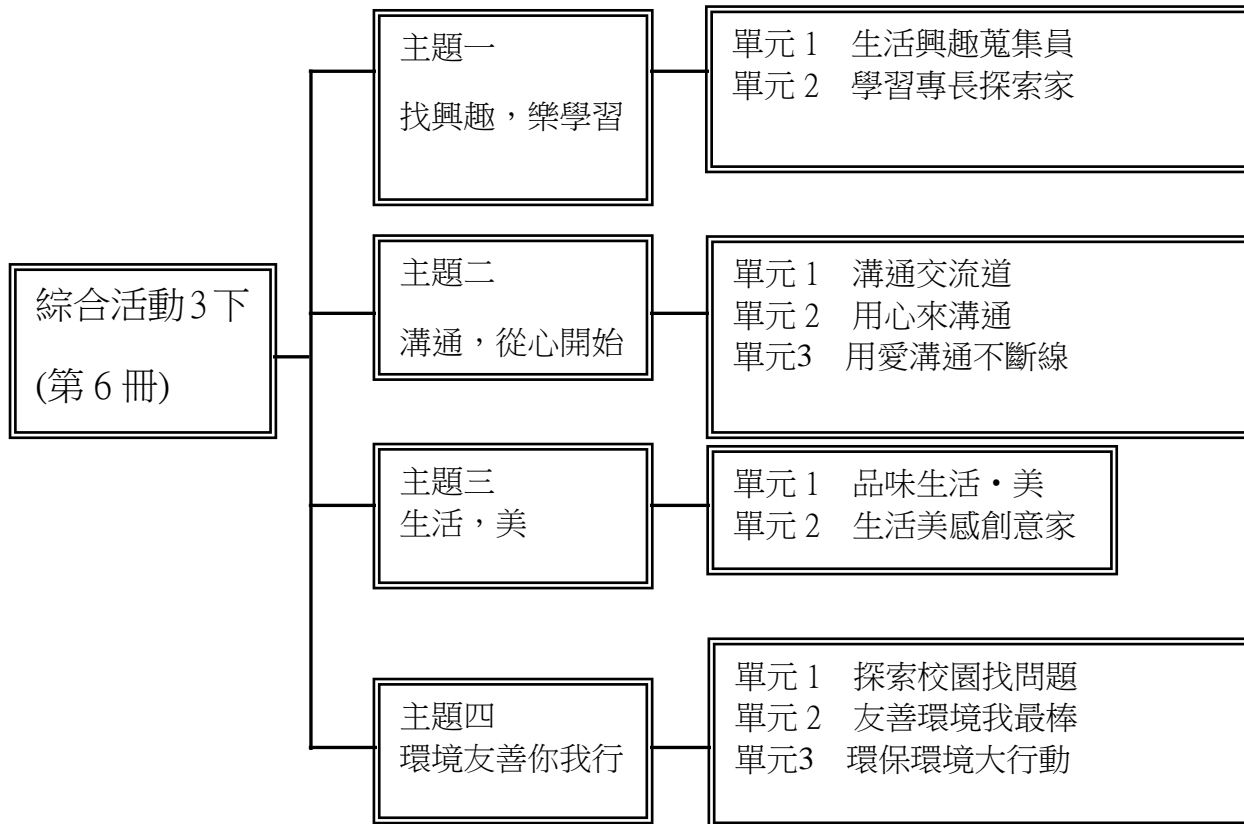 綜合活動3下
(第6冊)
主題一
找興趣，樂學習
單元1 生活興趣蒐集員
單元2 學習專長探索家
主題二
溝通，從心開始
單元1 溝通交流道
單元2 用心來溝通
單元3 用愛溝通不斷線
主題三
生活，美
單元1 品味生活•美
單元2 生活美感創意家
主題四
環境友善你我行
單元1 探索校園找問題
單元2 友善環境我最棒
單元3 環保環境大行動